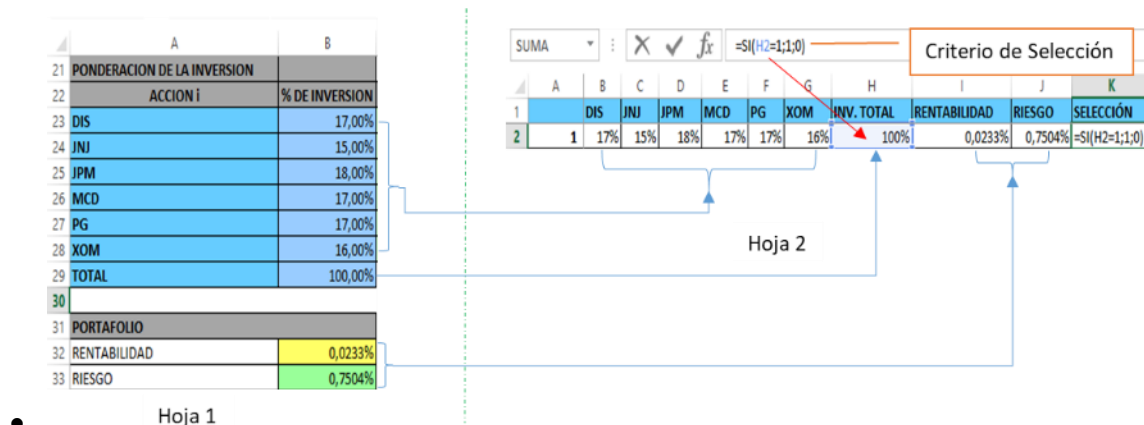 A B
21 PONDERACION DE LA INVERSION
22 ACCION i % DE INVERSION
23 DIS 17,00%
24 JNJ 15,00%
25 JPM 18,00%
26 MCD 17,00%
27 PG 17,00%
28 XOM 16,00%
29 TOTAL 100,00%
30
31 PORTAFOLIO
32 RENTABILIDAD 0,0233%
33 RIESGO 0,7504%
Hoja 1
SUMA fx =SI(H2=1;1;0)
Criterio de Selección
A B C D E F G H I J K
1 DIS JNJ JPM MCD PG XOM INV. TOTAL RENTABILIDAD RIESGO SELECCIÓN
2 1 17% 15% 18% 17% 17% 16% 100% 0,0233% 0,7504% =SI(H2=1;1;0)
Hoja 2